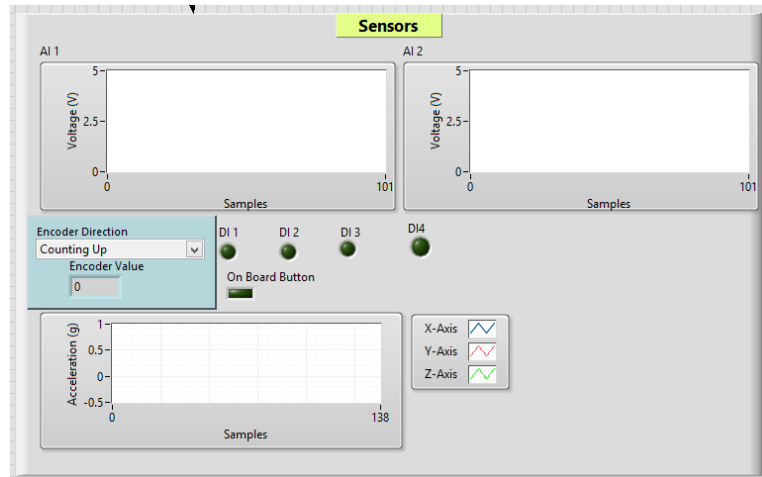 Sensors
AI 1
AI 2
5
Voltage (V)
2.5
0
0
101
Samples
5
Voltage (V)
2.5
0
0
101
Samples
Encoder Direction
Counting Up
Encoder Value
0
DI 1
DI 2
DI 3
DI4
On Board Button
1
Acceleration (g)
0.5
0
-0.5
0
138
Samples
X-Axis
Y-Axis
Z-Axis